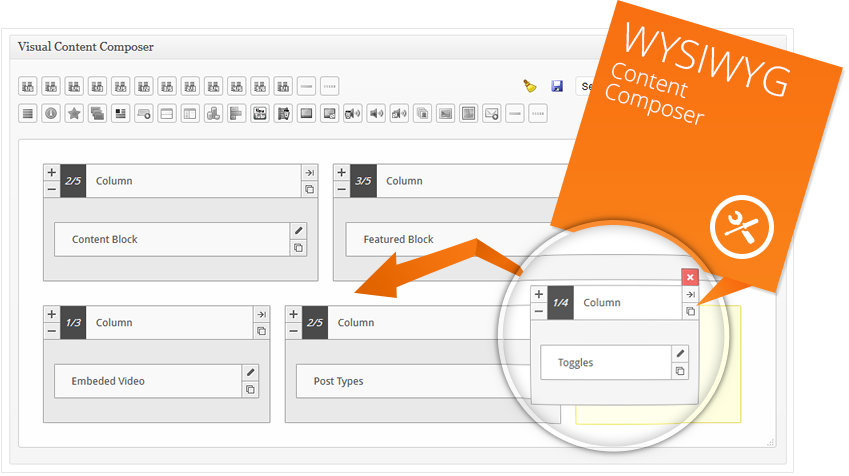 Visual Content Composer
WYSIWYG
Content
Composer
2/5 Column
3/5 Column
Content Block
Featured Block
1/3 Column
2/5 Column
1/4 Column
Embeded Video
Post Types
Toggles